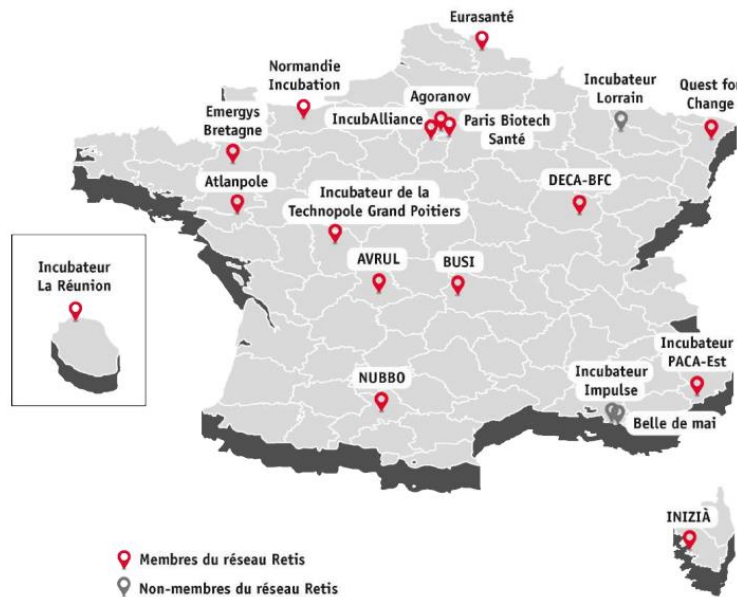 Eurasanté
Normandie
Incubation
Incubateur
Lorrain
Quest for
Change
Agoranov
Emergys
Bretagne
IncubAlliance
Paris Biotech
Santé
Atlanpole
DECA-BFC
Incubateur de la
Technopole Grand Poitiers
AVRUL
BUSI
Incubateur
La Réunion
Incubateur
PACA-Est
NUBBO
Incubateur
Impulse
Belle de mai
INIZIÀ
Membres du réseau Retis
Non-membres du réseau Retis